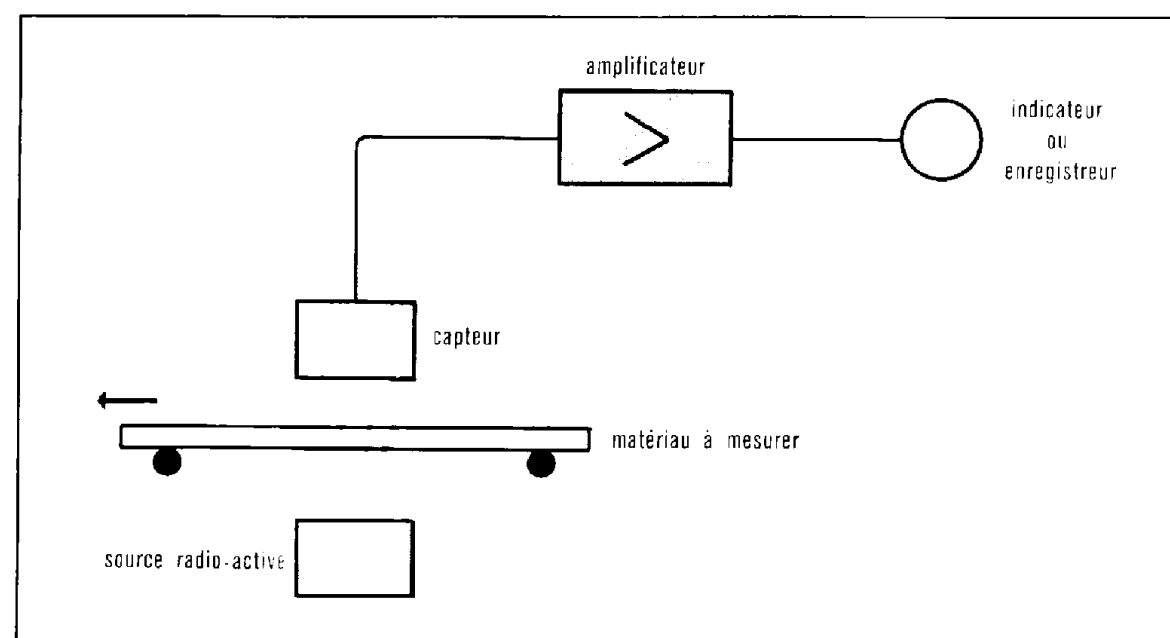 amplificateur
indicateur
ou
enregistreur
capteur
matériau à mesurer
source radio-active